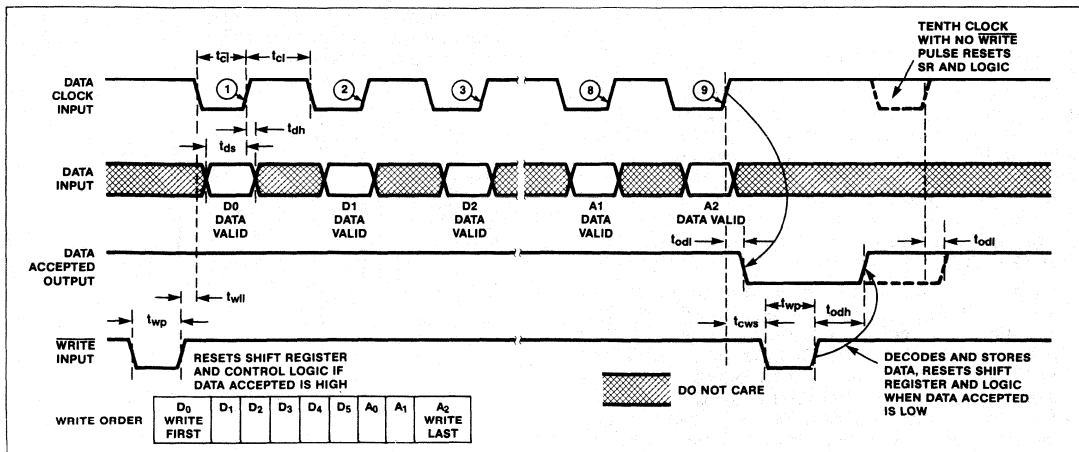 TENTH CLOCK
WITH NO WRITE
PULSE RESETS
SR AND LOGIC
tcl
tcl
DATA
CLOCK
INPUT
1
2
3
8
9
tdh
tds
DATA INPUT
D0
DATA
VALID
D1
DATA
VALID
D2
DATA
VALID
A1
DATA
VALID
A2
DATA VALID
DATA
ACCEPTED
OUTPUT
todl
todl
twll
twp
tcws
twp
todh
WRITE
INPUT
RESETS SHIFT REGISTER
AND CONTROL LOGIC IF
DATA ACCEPTED IS HIGH
DO NOT CARE
DECODES AND STORES
DATA, RESETS SHIFT
REGISTER AND LOGIC
WHEN DATA ACCEPTED
IS LOW
WRITE ORDER
D0
WRITE
FIRST
D1
D2
D3
D4
D5
A0
A1
A2
WRITE
LAST